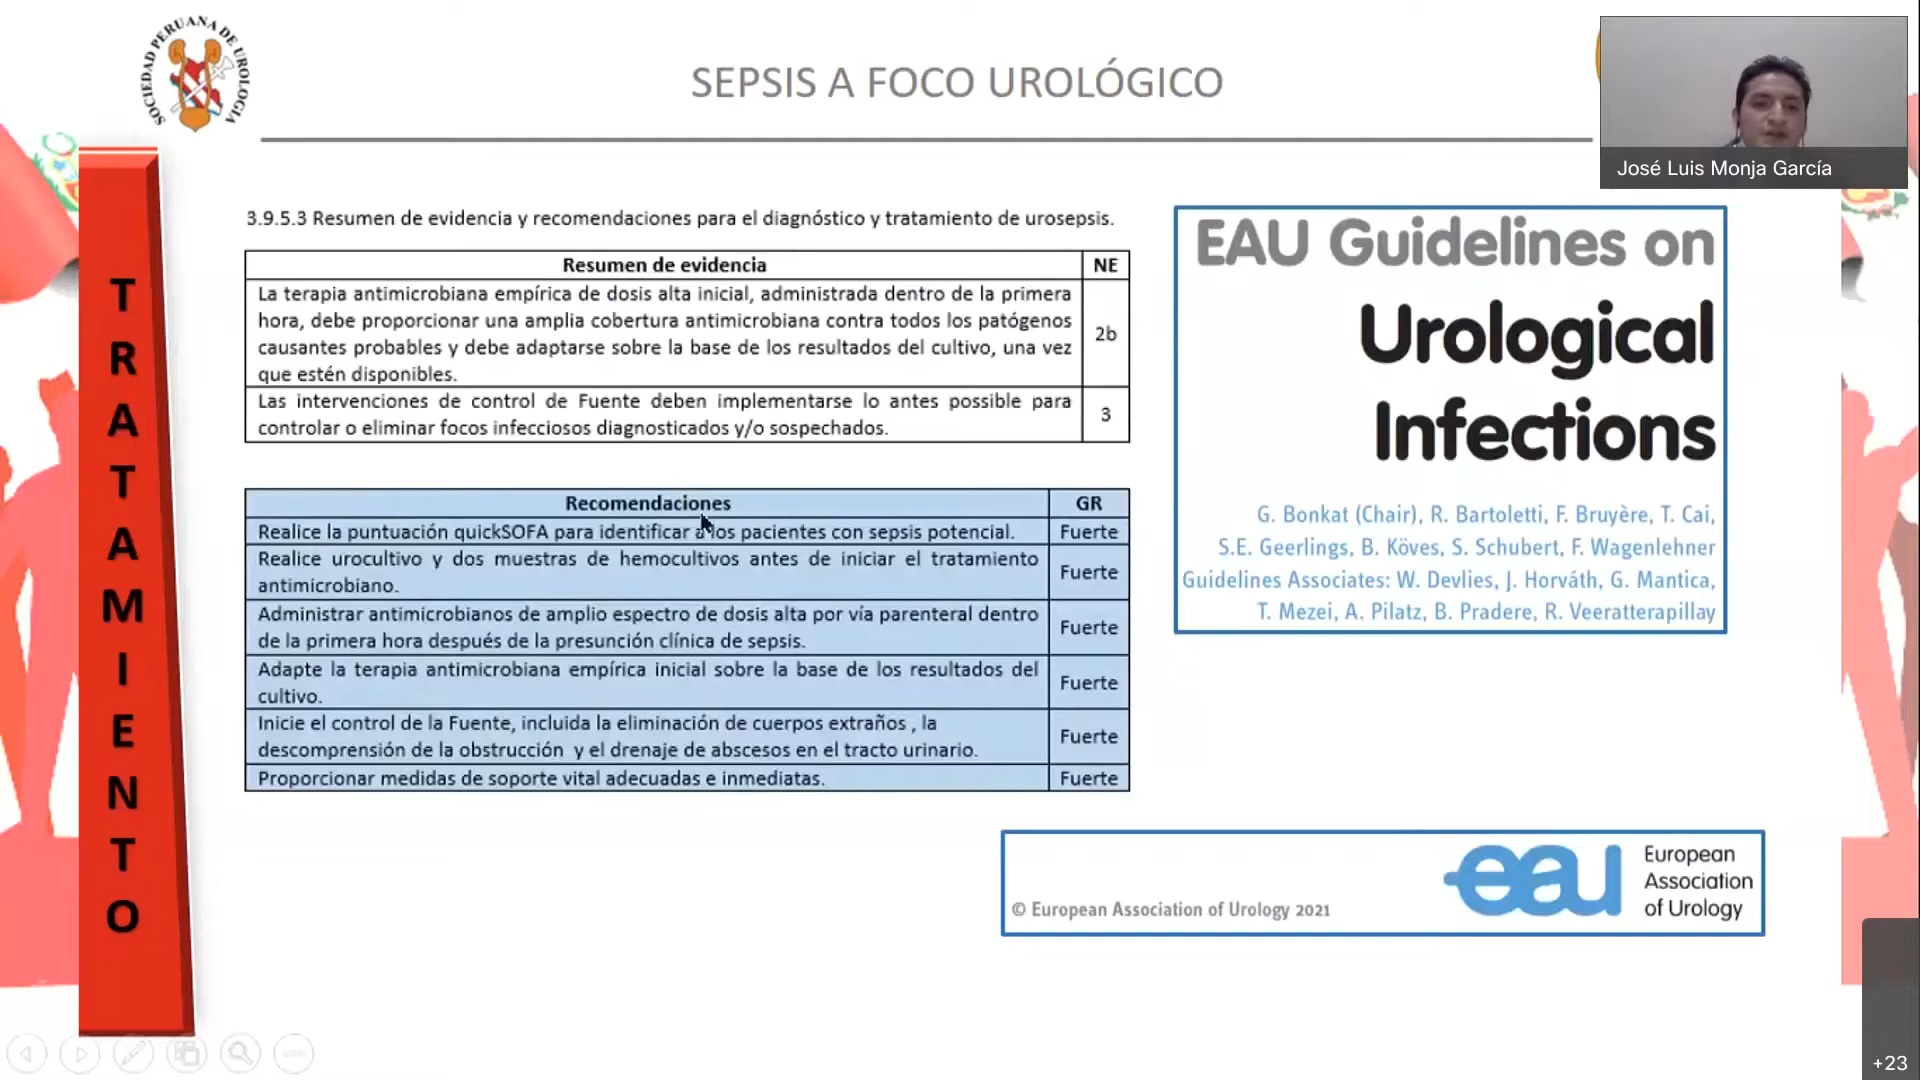 SOCIEDAD PERUANA DE UROLOGIA
SEPSIS A FOCO UROLÓGICO
José Luis Monja García
TRATAMIENTO
3.9.5.3 Resumen de evidencia y recomendaciones para el diagnóstico y tratamiento de urosepsis.
Resumen de evidencia NE
La terapia antimicrobiana empírica de dosis alta inicial, administrada dentro de la primera
hora, debe proporcionar una amplia cobertura antimicrobiana contra todos los patógenos
causantes probables y debe adaptarse sobre la base de los resultados del cultivo, una vez
que estén disponibles.
2b
Las intervenciones de control de Fuente deben implementarse lo antes possible para
controlar o eliminar focos infecciosos diagnosticados y/o sospechados.
3
Recomendaciones GR
Realice la puntuación quickSOFA para identificar a los pacientes con sepsis potencial. Fuerte
Realice urocultivo y dos muestras de hemocultivos antes de iniciar el tratamiento
antimicrobiano.
Fuerte
Administrar antimicrobianos de amplio espectro de dosis alta por vía parenteral dentro
de la primera hora después de la presunción clínica de sepsis.
Fuerte
Adapte la terapia antimicrobiana empírica inicial sobre la base de los resultados del
cultivo.
Fuerte
Inicie el control de la Fuente, incluida la eliminación de cuerpos extraños , la
descomprensión de la obstrucción y el drenaje de abscesos en el tracto urinario.
Fuerte
Proporcionar medidas de soporte vital adecuadas e inmediatas. Fuerte
EAU Guidelines on
Urological
Infections
G. Bonkat (Chair), R. Bartoletti, F. Bruyère, T. Cai,
S.E. Geerlings, B. Köves, S. Schubert, F. Wagenlehner
Guidelines Associates: W. Devlies, J. Horváth, G. Mantica,
T. Mezei, A. Pilatz, B. Pradere, R. Veeratterapillay
© European Association of Urology 2021
eau
European
Association
of Urology
+23